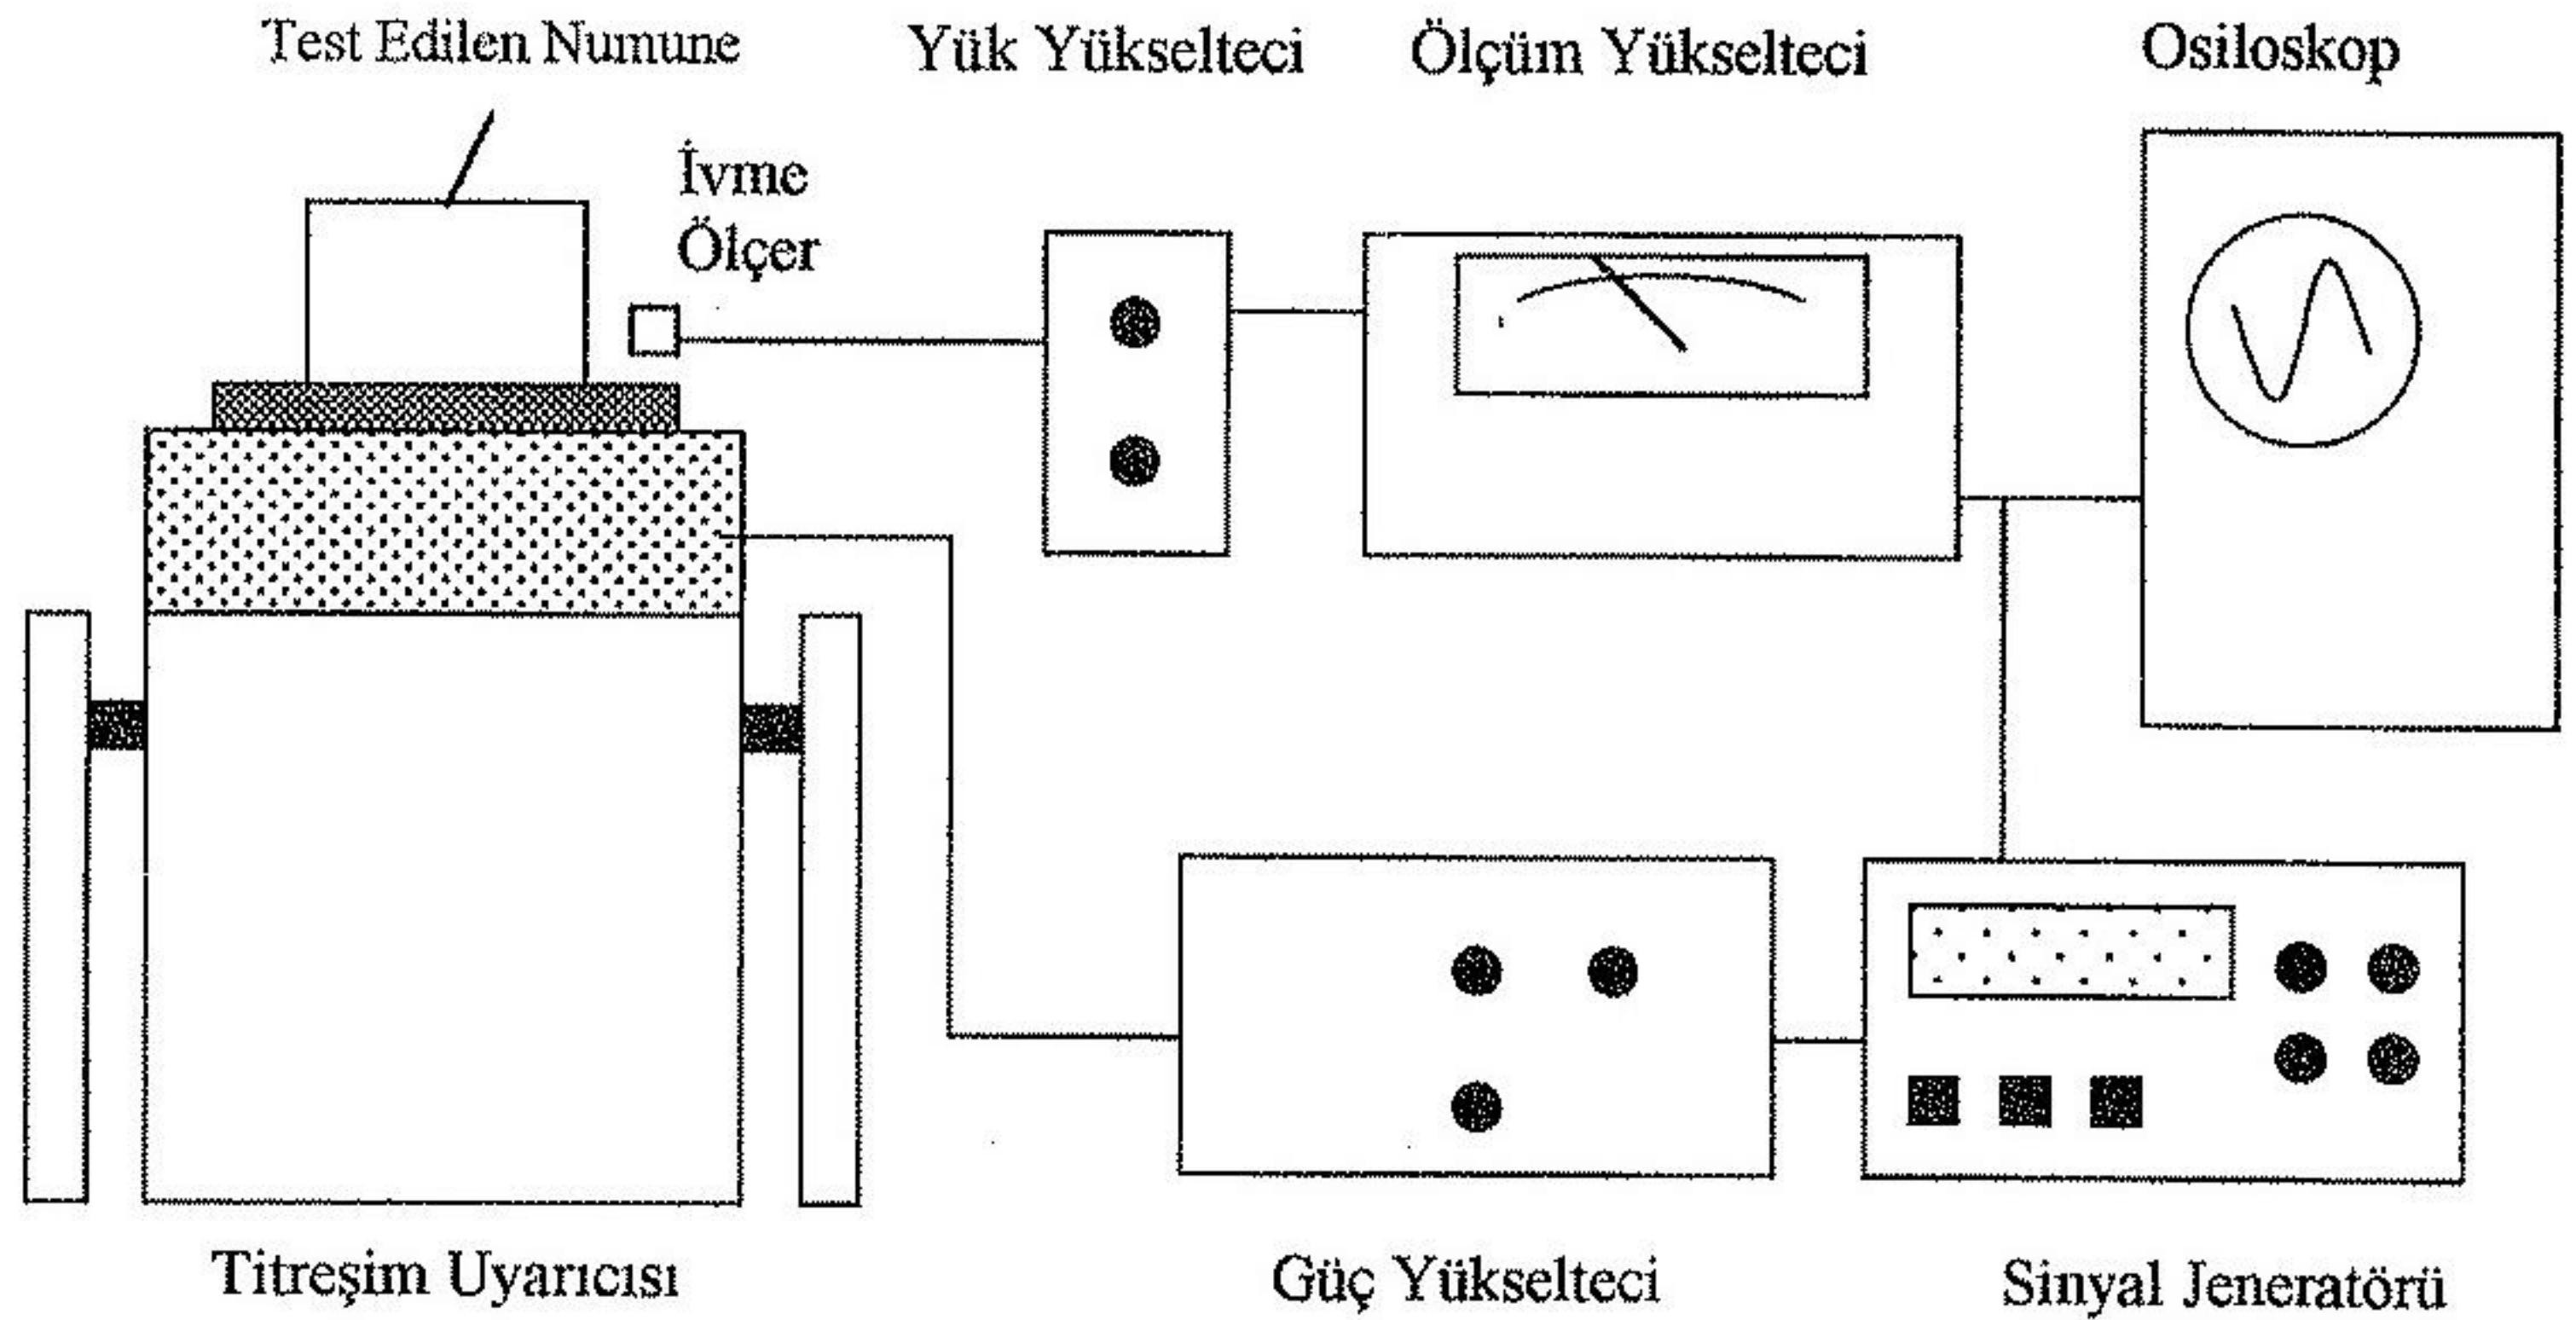 Test Edilen Numune
Yük Yükselteci
Ölçüm Yükselteci
Osiloskop
İvme
Ölçer
Titreşim Uyarıcısı
Güç Yükselteci
Sinyal Jeneratörü